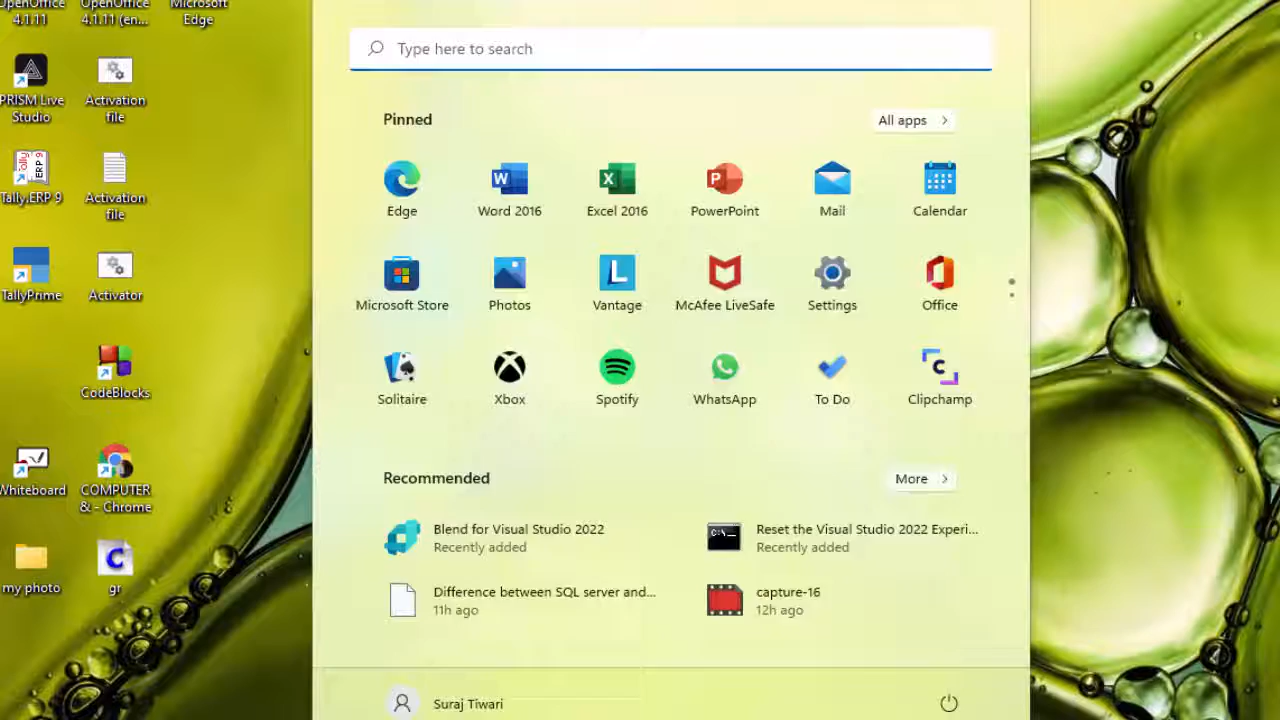 OpenOffice
4.1.11
OpenOffice
4.1.11 (en...
Microsoft
Edge
PRISM Live
Studio
Activation
file
Tally.ERP 9
Activation
file
TallyPrime
Activator
CodeBlocks
Whiteboard
COMPUTER
& - Chrome
my photo
gr
Type here to search
Pinned
All apps
Edge
Word 2016
Excel 2016
PowerPoint
Mail
Calendar
Microsoft Store
Photos
Vantage
McAfee LiveSafe
Settings
Office
Solitaire
Xbox
Spotify
WhatsApp
To Do
Clipchamp
Recommended
More
Blend for Visual Studio 2022
Recently added
Reset the Visual Studio 2022 Experi...
Recently added
Difference between SQL server and...
11h ago
capture-16
12h ago
Suraj Tiwari